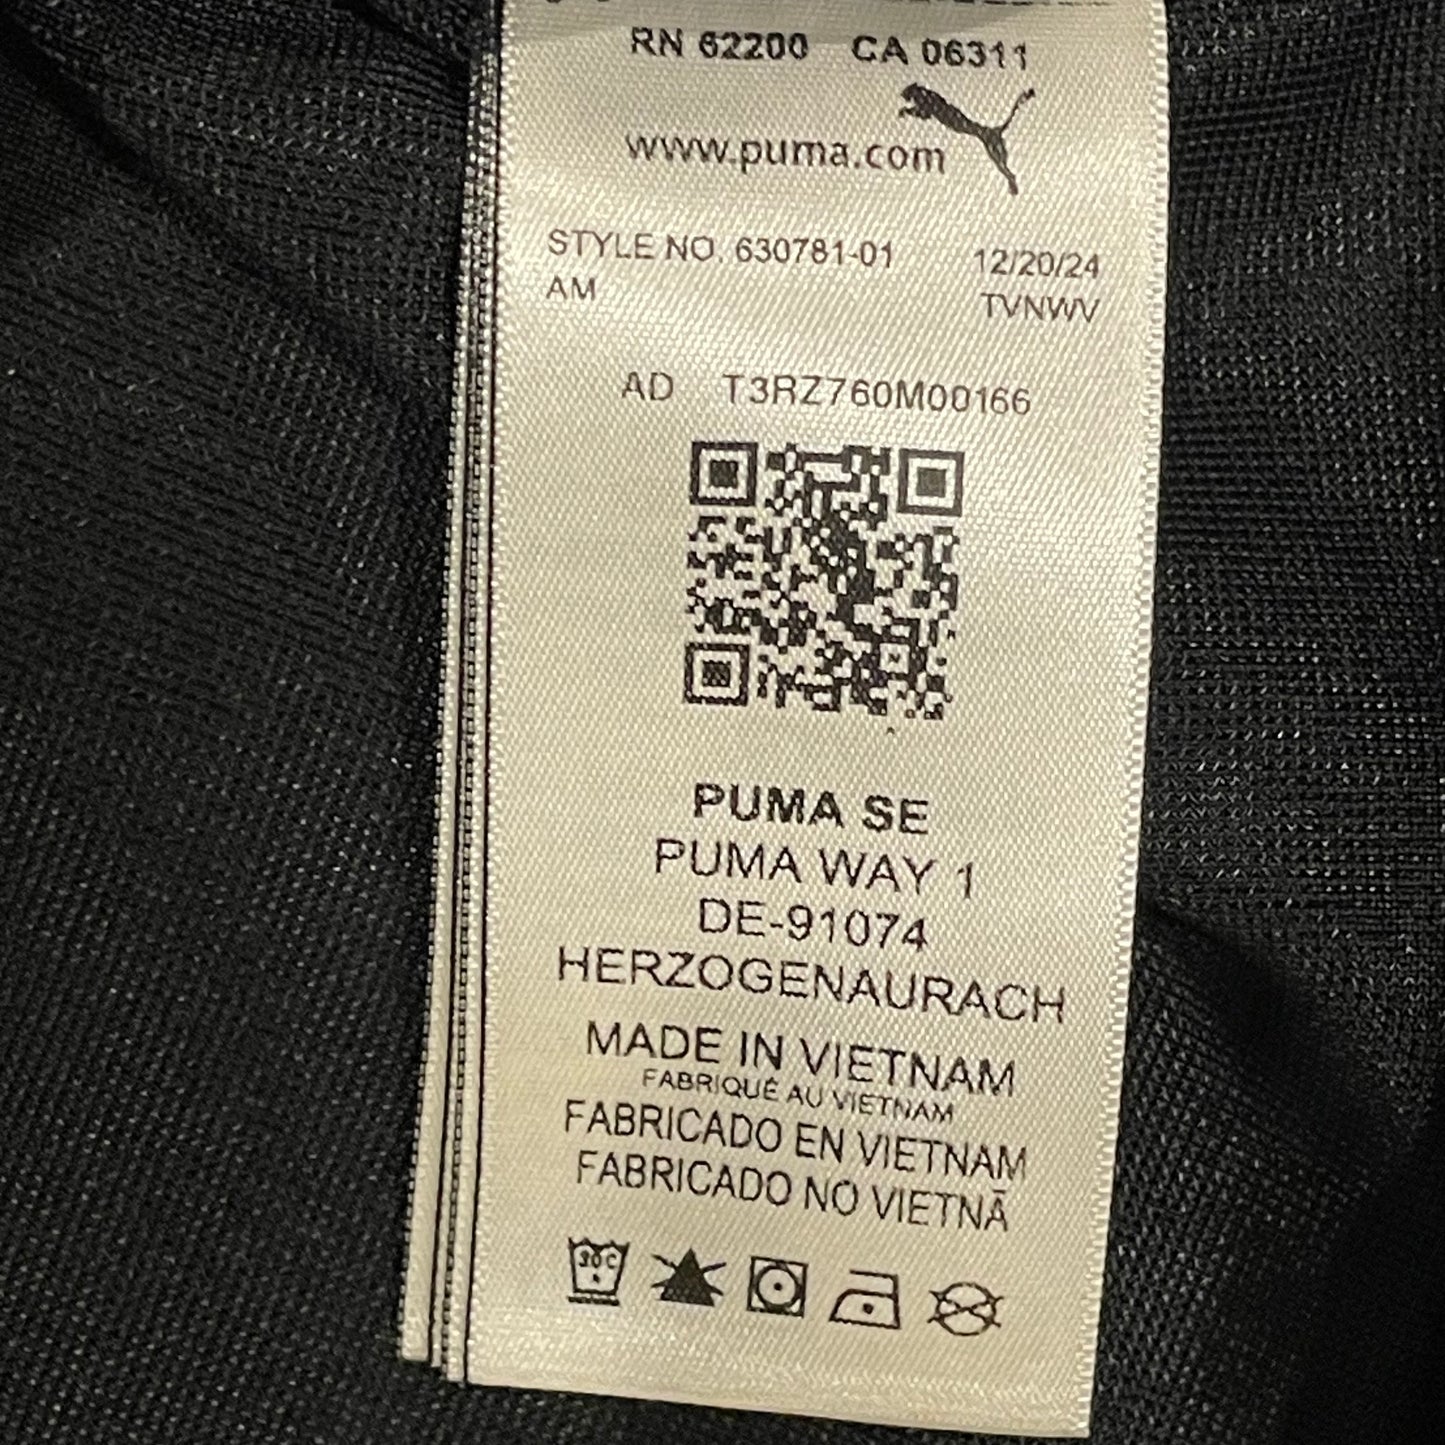 RN 62200 CA 06311
www.puma.com
STYLE NO. 630781-01 12/20/24
AM TVNWV
AD T3RZ760M00166
PUMA SE
PUMA WAY 1
DE-91074
HERZOGENAURACH
MADE IN VIETNAM
FABRIQUÉ AU VIETNAM
FABRICADO EN VIETNAM
FABRICADO NO VIETNÃ
30C